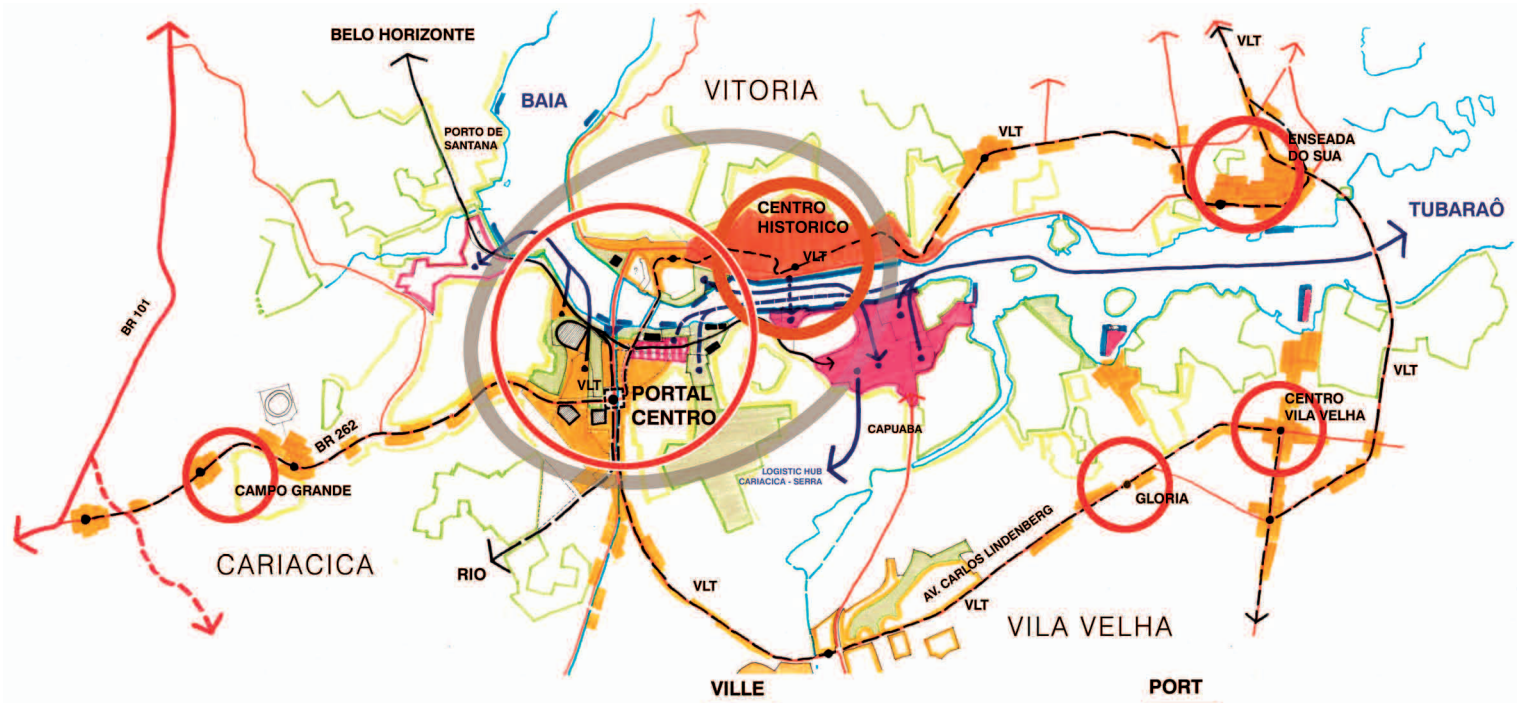 BELO HORIZONTE
BAIA
VITORIA
VLT
PORTO DE
SANTANA
VLT
ENSEADA
DO SUA
CENTRO
HISTORICO
TUBARAÔ
VLT
BR 101
VLT
VLT
PORTAL
CENTRO
CENTRO
VILA VELHA
BR 262
CAPUABA
LOGISTIC HUB
CARIACICA - SERRA
CAMPO GRANDE
GLORIA
CARIACICA
RIO
VLT
AV. CARLOS LINDENBERG
VLT
VILA VELHA
VILLE
PORT